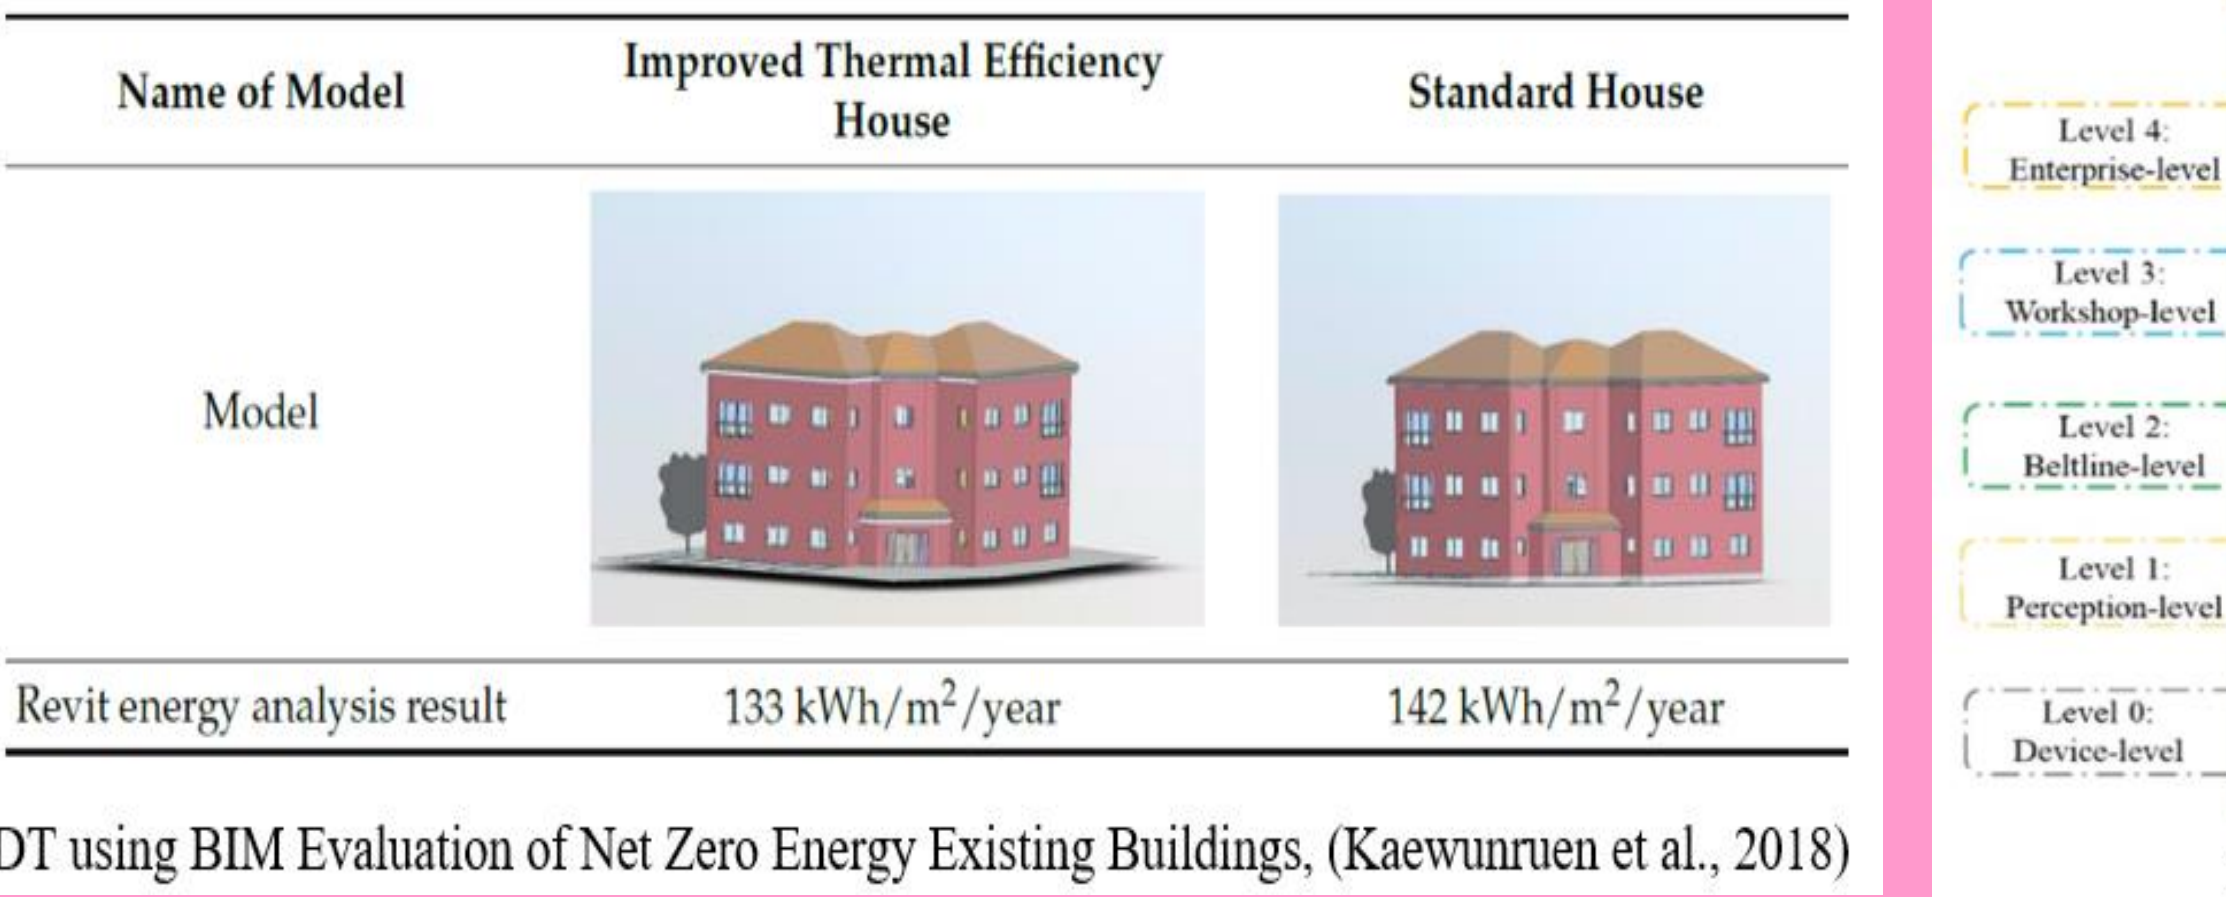 Name of Model
Improved Thermal Efficiency
House
Standard House
Model
Revit energy analysis result
133 kWh/m²/year
142 kWh/m²/year
DT using BIM Evaluation of Net Zero Energy Existing Buildings, (Kaewunruen et al., 2018)
Level 4:
Enterprise-level
Level 3:
Workshop-level
Level 2:
Beltline-level
Level 1:
Perception-level
Level 0:
Device-level